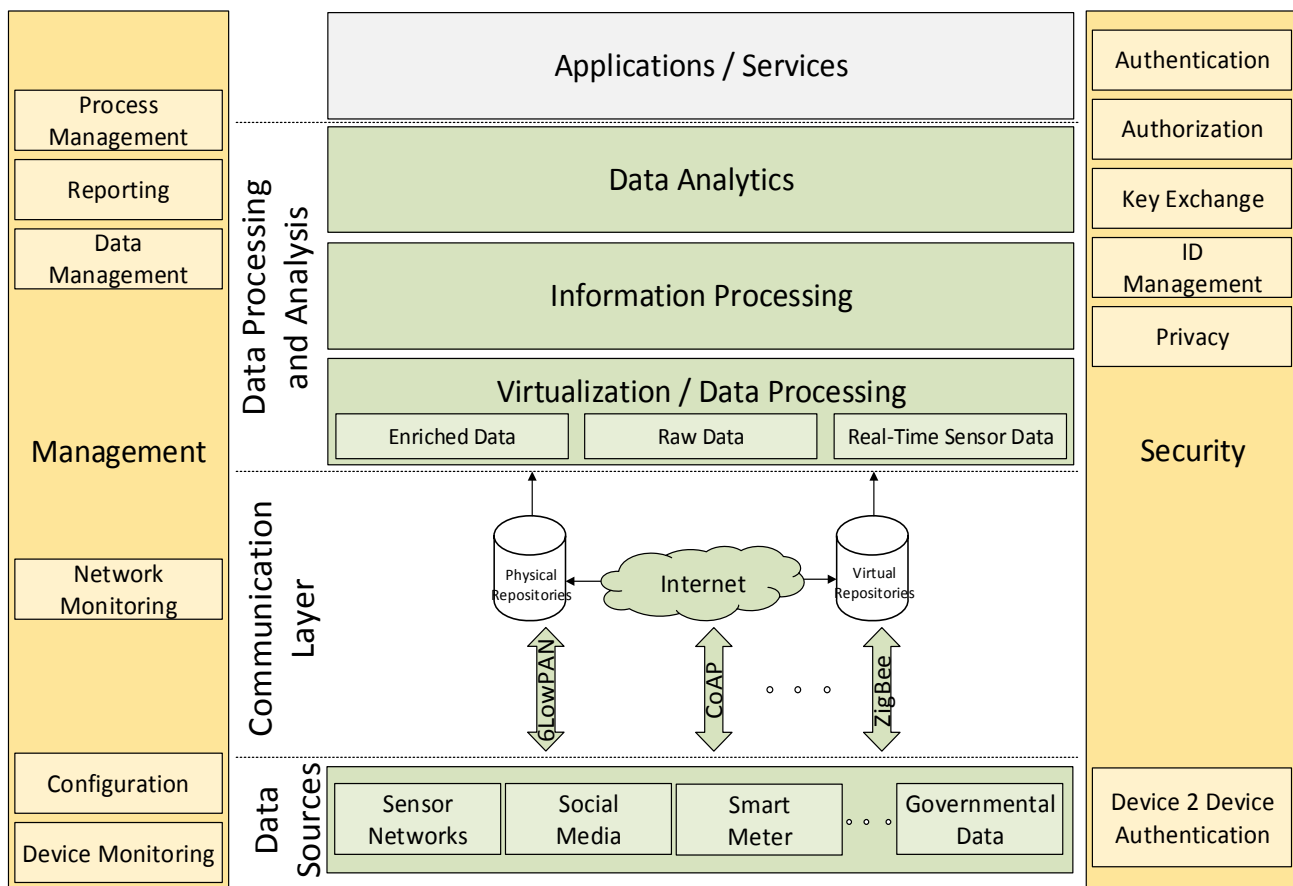 Process
Management
Reporting
Data
Management
Management
Network
Monitoring
Configuration
Device Monitoring
Applications / Services
Data Processing
and Analysis
Data Analytics
Information Processing
Virtualization / Data Processing
Enriched Data
Raw Data
Real-Time Sensor Data
Communication
Layer
Physical
Repositories
Internet
Virtual
Repositories
6LowPAN
CoAP
ZigBee
Data
Sources
Sensor
Networks
Social
Media
Smart
Meter
Governmental
Data
Authentication
Authorization
Key Exchange
ID
Management
Privacy
Security
Device 2 Device
Authentication